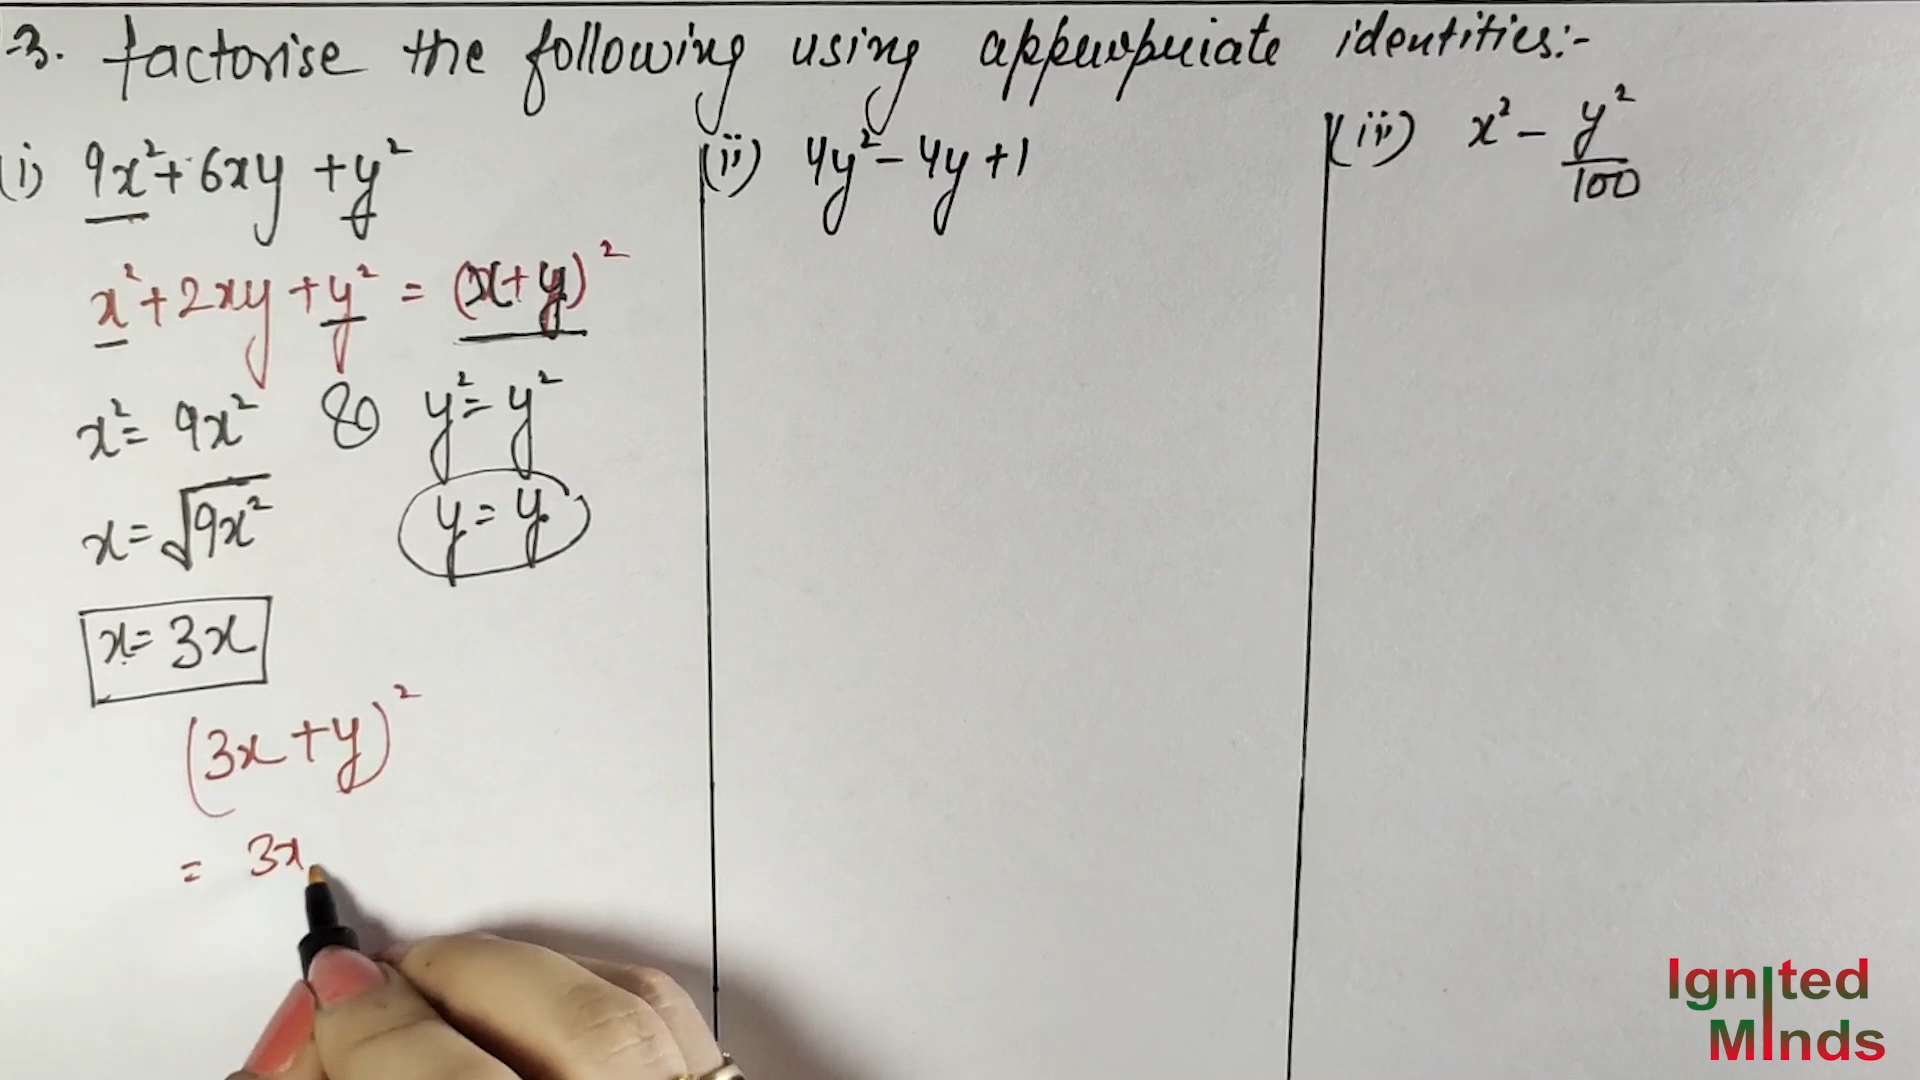 -3. factorise the following using appropriate identities:-
(i) 9x²+6xy+y²
x²+2xy+y² = (x+y)²
x²= 9x² & y²= y²
x=√9x² y=y
x= 3x
(3x+y)²
= 3x
(ii) 4y²-4y+1
(iii) x² - y²/100
Ignited
Minds